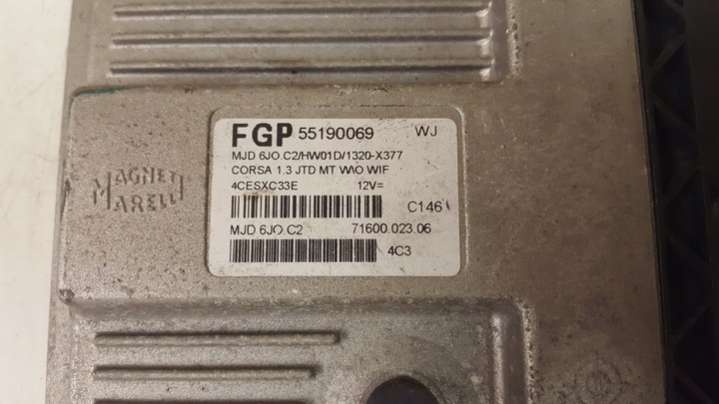 MAGNETI
MARELLI
FGP 55190069 WJ
MJD 6JO.C2/HW01D/1320-X377
CORSA 1.3 JTD MT W\O WIF
4CESXC33E 12V=
C146\
MJD 6JO.C2 71600.023.06
4C3